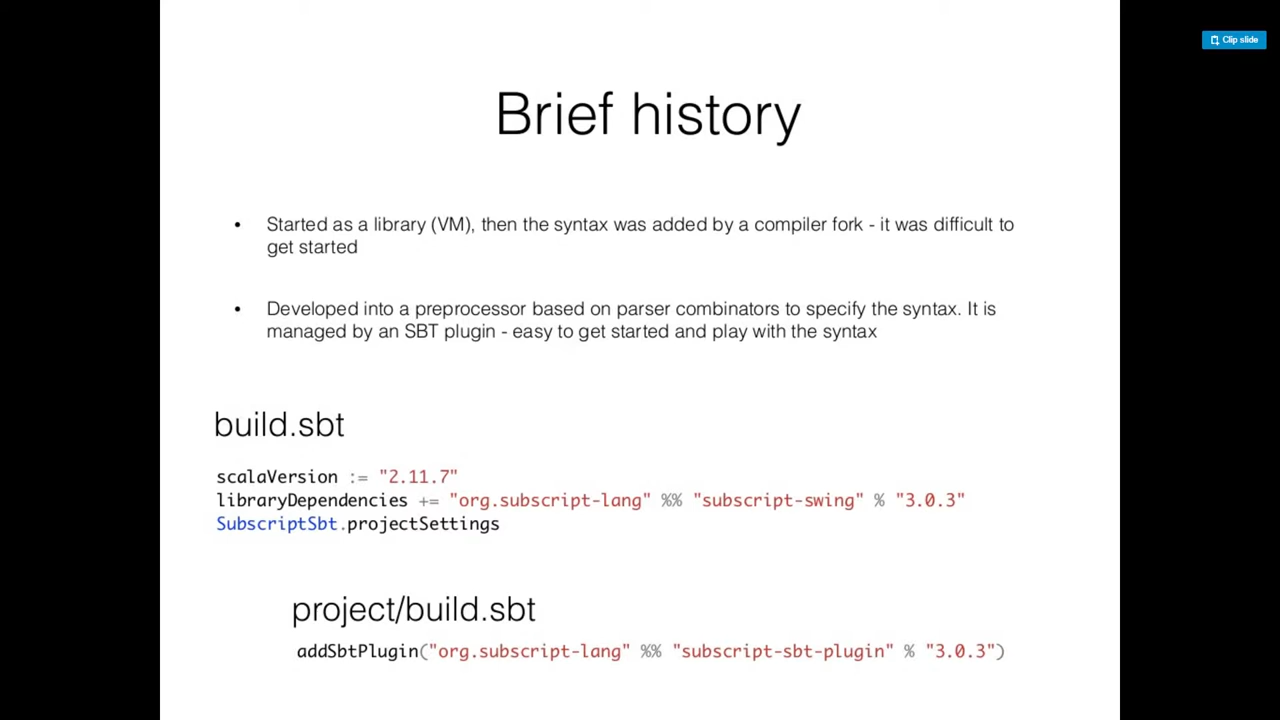 Clip slide
Brief history
• Started as a library (VM), then the syntax was added by a compiler fork - it was difficult to
get started
• Developed into a preprocessor based on parser combinators to specify the syntax. It is
managed by an SBT plugin - easy to get started and play with the syntax
build.sbt
scalaVersion := "2.11.7"
libraryDependencies += "org.subscript-lang" %% "subscript-swing" % "3.0.3"
SubscriptSbt.projectSettings
project/build.sbt
addSbtPlugin("org.subscript-lang" %% "subscript-sbt-plugin" % "3.0.3")